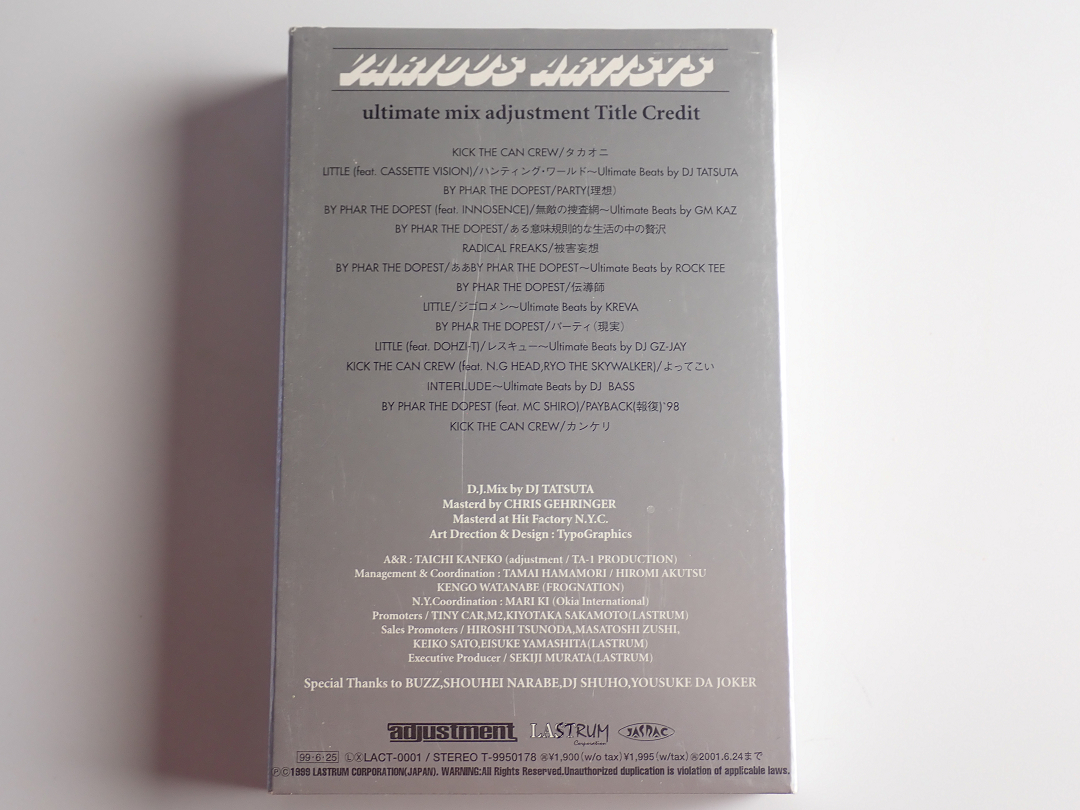 VARIOUS ARTISTS
ultimate mix adjustment Title Credit
KICK THE CAN CREW/タカオニ
LITTLE (feat. CASSETTE VISION)/ハンティング・ワールド〜Ultimate Beats by DJ TATSUTA
BY PHAR THE DOPEST/PARTY(理想)
BY PHAR THE DOPEST (feat. INNOSENCE)/無敵の捜査網〜Ultimate Beats by GM KAZ
BY PHAR THE DOPEST/ある意味規則的な生活の中の贅沢
RADICAL FREAKS/被害妄想
BY PHAR THE DOPEST/ああBY PHAR THE DOPEST〜Ultimate Beats by ROCK TEE
BY PHAR THE DOPEST/伝導師
LITTLE/ジゴロメン〜Ultimate Beats by KREVA
BY PHAR THE DOPEST/パーティ(現実)
LITTLE (feat. DOHZI-T)/レスキュー〜Ultimate Beats by DJ GZ-JAY
KICK THE CAN CREW (feat. N.G HEAD,RYO THE SKYWALKER)/よってこい
INTERLUDE〜Ultimate Beats by DJ BASS
BY PHAR THE DOPEST (feat. MC SHIRO)/PAYBACK(報復)'98
KICK THE CAN CREW/カンケリ
D.J.Mix by DJ TATSUTA
Masterd by CHRIS GEHRINGER
Masterd at Hit Factory N.Y.C.
Art Drection & Design : TypoGraphics
A&R : TAICHI KANEKO (adjustment / TA-1 PRODUCTION)
Management & Coordination : TAMAI HAMAMORI / HIROMI AKUTSU
KENGO WATANABE (FROGNATION)
N.Y.Coordination : MARI KI (Okia International)
Promoters / TINY CAR,M2,KIYOTAKA SAKAMOTO(LASTRUM)
Sales Promoters / HIROSHI TSUNODA,MASATOSHI ZUSHI,
KEIKO SATO,EISUKE YAMASHITA(LASTRUM)
Executive Producer / SEKIJI MURATA(LASTRUM)
Special Thanks to BUZZ,SHOUHEI NARABE,DJ SHUHO,YOUSUKE DA JOKER
adjustment LASTRUM Corporation JASRAC
99・6・25 ⓁⓍLACT-0001 / STEREO T-9950178 ㊑¥1,900(w/o tax)¥1,995(w/tax)㊑2001.6.24まで
ⓅⒸ1999 LASTRUM CORPORATION(JAPAN). WARNING:All Rights Reserved.Unauthorized duplication is violation of applicable laws.